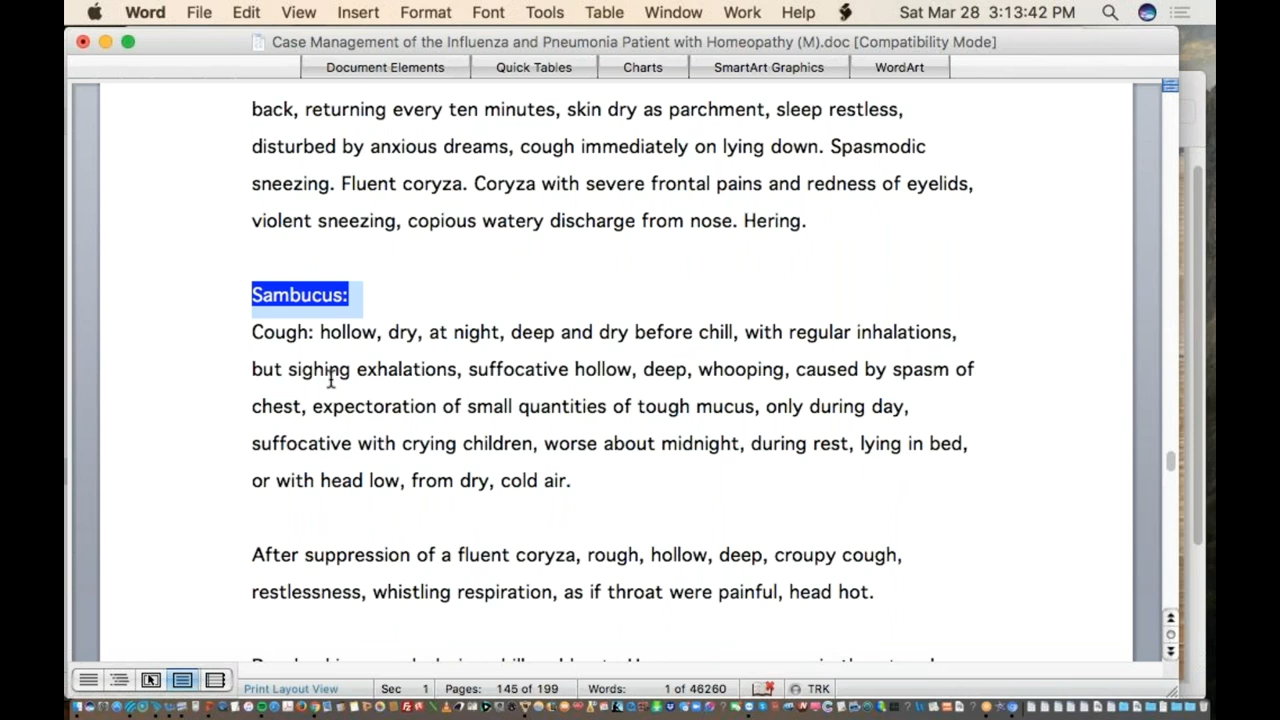 Word File Edit View Insert Format Font Tools Table Window Work Help Sat Mar 28 3:13:42 PM
Case Management of the Influenza and Pneumonia Patient with Homeopathy (M).doc [Compatibility Mode]
Document Elements Quick Tables Charts SmartArt Graphics WordArt
back, returning every ten minutes, skin dry as parchment, sleep restless,
disturbed by anxious dreams, cough immediately on lying down. Spasmodic
sneezing. Fluent coryza. Coryza with severe frontal pains and redness of eyelids,
violent sneezing, copious watery discharge from nose. Hering.
Sambucus:
Cough: hollow, dry, at night, deep and dry before chill, with regular inhalations,
but sighing exhalations, suffocative hollow, deep, whooping, caused by spasm of
chest, expectoration of small quantities of tough mucus, only during day,
suffocative with crying children, worse about midnight, during rest, lying in bed,
or with head low, from dry, cold air.
After suppression of a fluent coryza, rough, hollow, deep, croupy cough,
restlessness, whistling respiration, as if throat were painful, head hot.
Print Layout View Sec 1 Pages: 145 of 199 Words: 1 of 46260 TRK